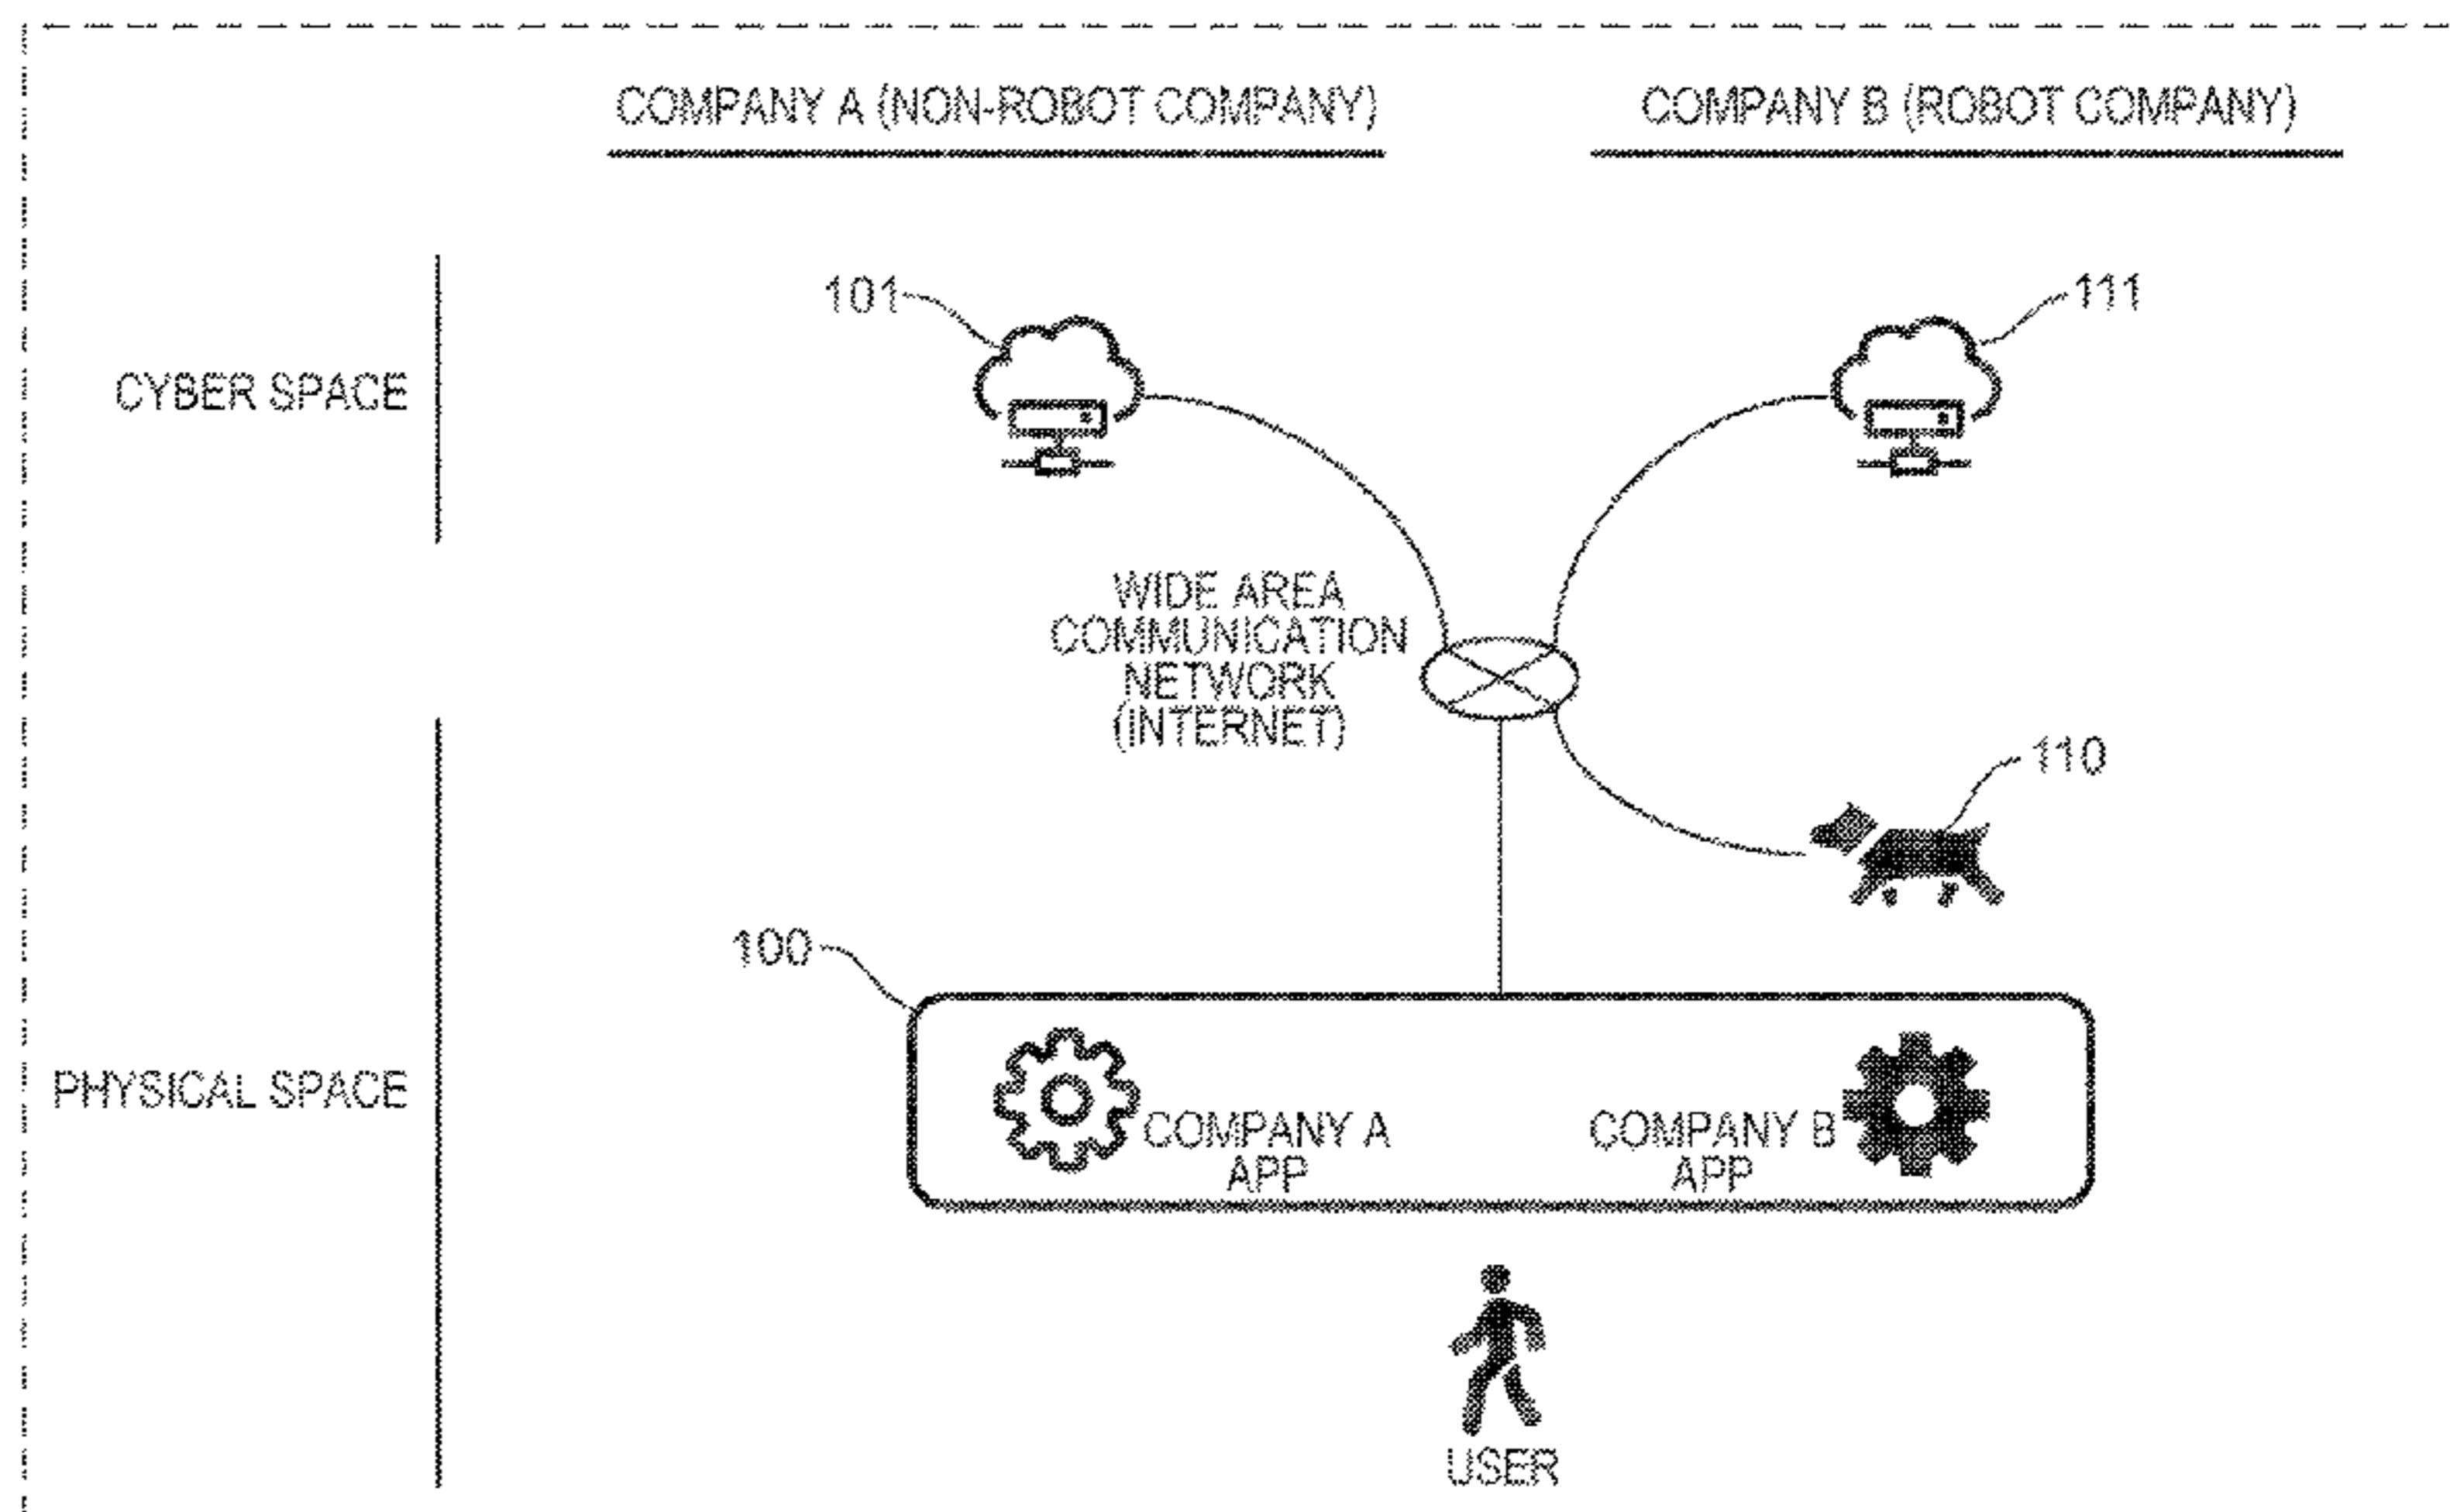 COMPANY A (NON-ROBOT COMPANY)
COMPANY B (ROBOT COMPANY)
101
111
CYBER SPACE
WIDE AREA
COMMUNICATION
NETWORK
(INTERNET)
110
100
PHYSICAL SPACE
COMPANY A
APP
COMPANY B
APP
USER